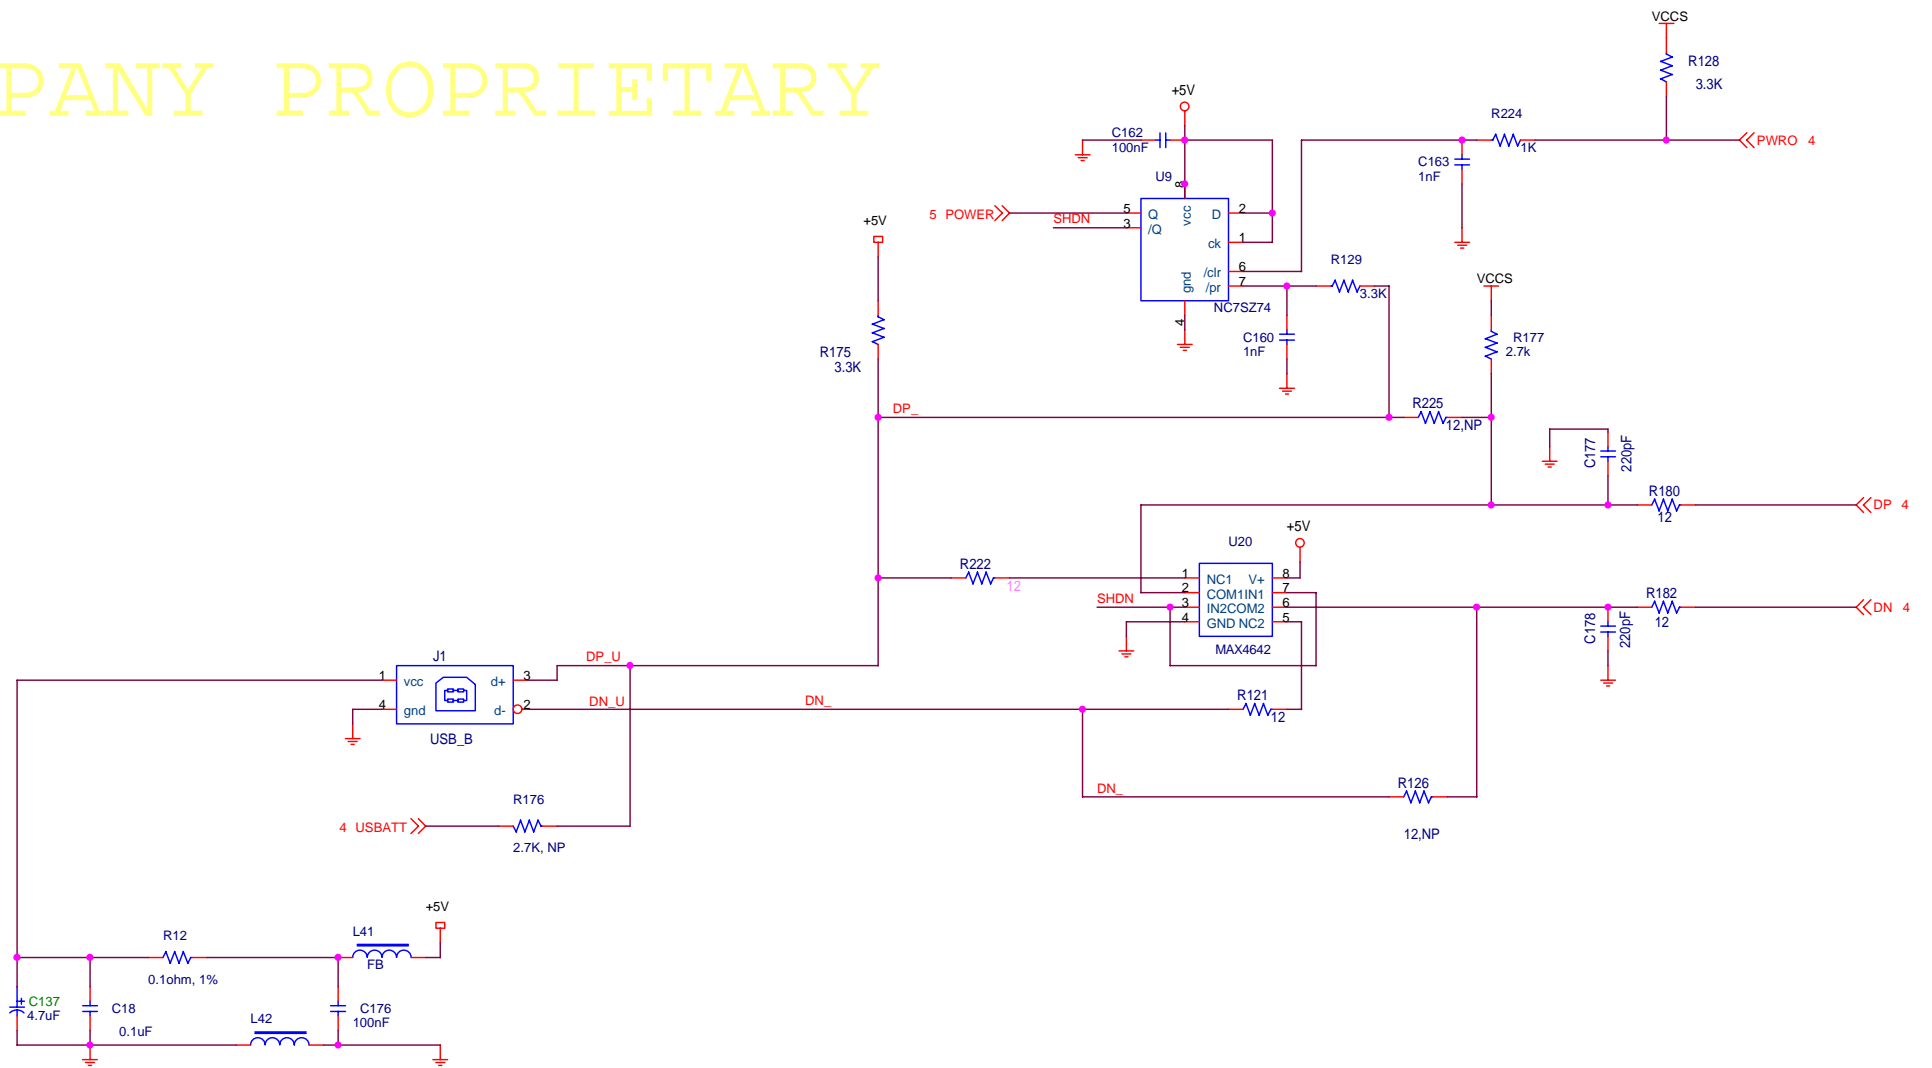 PANY PROPRIETARY
VCCS
R128
3.3K
+5V
R224
1K
PWRO 4
C162
100nF
C163
1nF
U9
8
5 POWER
SHDN
5
3
Q
/Q
vcc
D
ck
/clr
/pr
gnd
2
1
6
7
4
NC7SZ74
R129
3.3K
C160
1nF
+5V
R175
3.3K
VCCS
R177
2.7k
DP_
R225
12,NP
C177
220pF
R180
12
DP 4
+5V
U20
R222
12
SHDN
1
2
3
4
NC1 V+
COM1IN1
IN2COM2
GND NC2
8
7
6
5
MAX4642
R182
12
DN 4
C178
220pF
J1
1
4
vcc
gnd
d+
d-
3
2
USB_B
DP_U
DN_U
DN_
R121
12
DN_
R126
12,NP
R176
4 USBATT
2.7K, NP
+5V
R12
0.1ohm, 1%
L41
FB
C137
4.7uF
C18
0.1uF
L42
C176
100nF